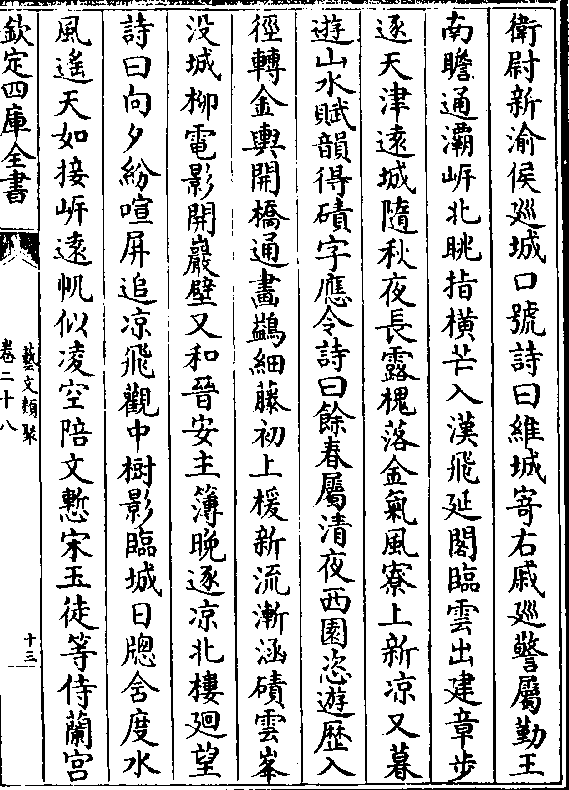 衛尉新渝侯廵城口號詩曰維城寄右戚廵警屬勤王
南瞻通灞㟁北眺指横芒入漢飛延閣臨雲出建章步
逐天津逺城隨秋夜長露槐落金氣風寮上新凉又暮
遊山水賦韻得磧字應令詩曰餘春屬清夜西園恣遊歴入
徑轉金輿開橋通畫鷁細藤初上楥新流漸涵磧雲峯
没城柳電影開巖壁又和晉安主簿晩逐凉北樓廻望
詩曰向夕紛喧屏追凉飛觀中樹影臨城日牕含度水
風遙天如接㟁逺帆似凌空陪文慙宋玉徒等侍蘭宫
欽定四庫全書
藝文類聚
卷二十八
十三